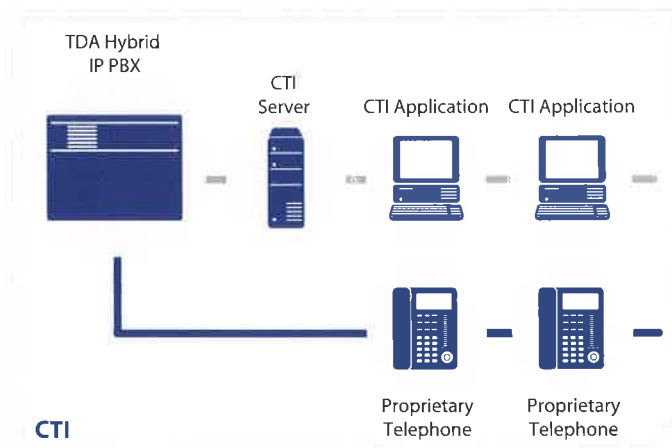 TDA Hybrid
IP PBX
CTI
Server
CTI Application
CTI Application
Proprietary
Telephone
Proprietary
Telephone
CTI